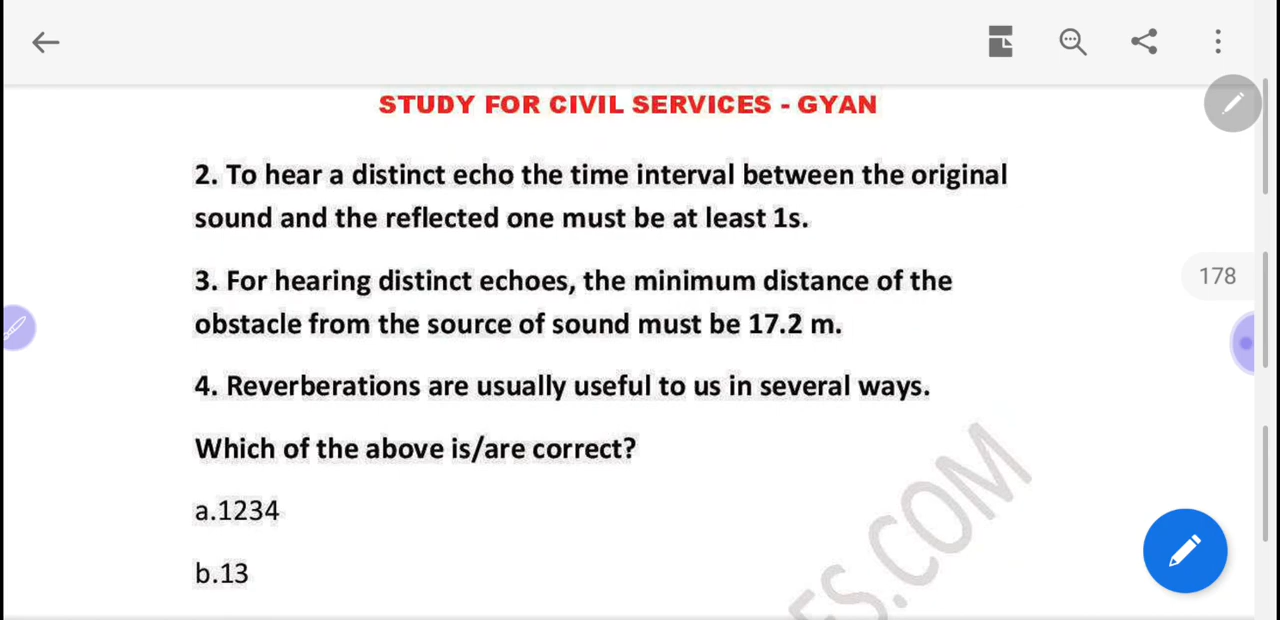 STUDY FOR CIVIL SERVICES - GYAN
2. To hear a distinct echo the time interval between the original
sound and the reflected one must be at least 1s.
3. For hearing distinct echoes, the minimum distance of the
178
obstacle from the source of sound must be 17.2 m.
4. Reverberations are usually useful to us in several ways.
Which of the above is/are correct?
a.1234
b.13
ES.COM